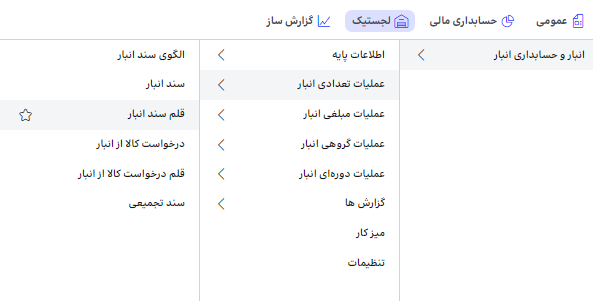 عمومی
حسابداری مالی
لجستیک
گزارش ساز
انبار و حسابداری انبار
اطلاعات پایه
عملیات تعدادی انبار
عملیات مبلغی انبار
عملیات گروهی انبار
عملیات دوره‌ای انبار
گزارش ها
میز کار
تنظیمات
الگوی سند انبار
سند انبار
قلم سند انبار
درخواست کالا از انبار
قلم درخواست کالا از انبار
سند تجمیعی